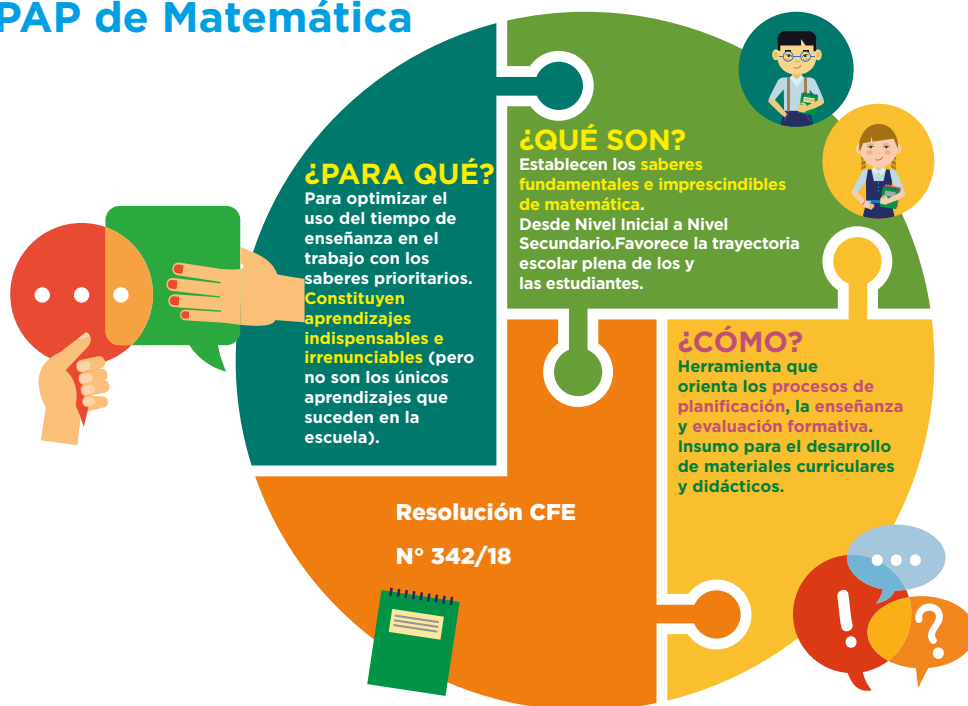 PAP de Matemática
¿PARA QUÉ?
Para optimizar el
uso del tiempo de
enseñanza en el
trabajo con los
saberes prioritarios.
Constituyen
aprendizajes
indispensables e
irrenunciables (pero
no son los únicos
aprendizajes que
suceden en la
escuela).
¿QUÉ SON?
Establecen los saberes
fundamentales e imprescindibles
de matemática.
Desde Nivel Inicial a Nivel
Secundario.Favorece la trayectoria
escolar plena de los y
las estudiantes.
¿CÓMO?
Herramienta que
orienta los procesos de
planificación, la enseñanza
y evaluación formativa.
Insumo para el desarrollo
de materiales curriculares
y didácticos.
Resolución CFE
N° 342/18
! ?